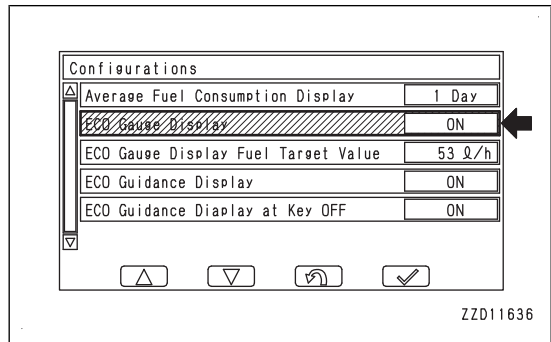 Configurations
Average Fuel Consumption Display 1 Day
ECO Gauge Display ON
ECO Gauge Display Fuel Target Value 53 ℓ/h
ECO Guidance Display ON
ECO Guidance Diaplay at Key OFF ON
ZZD11636